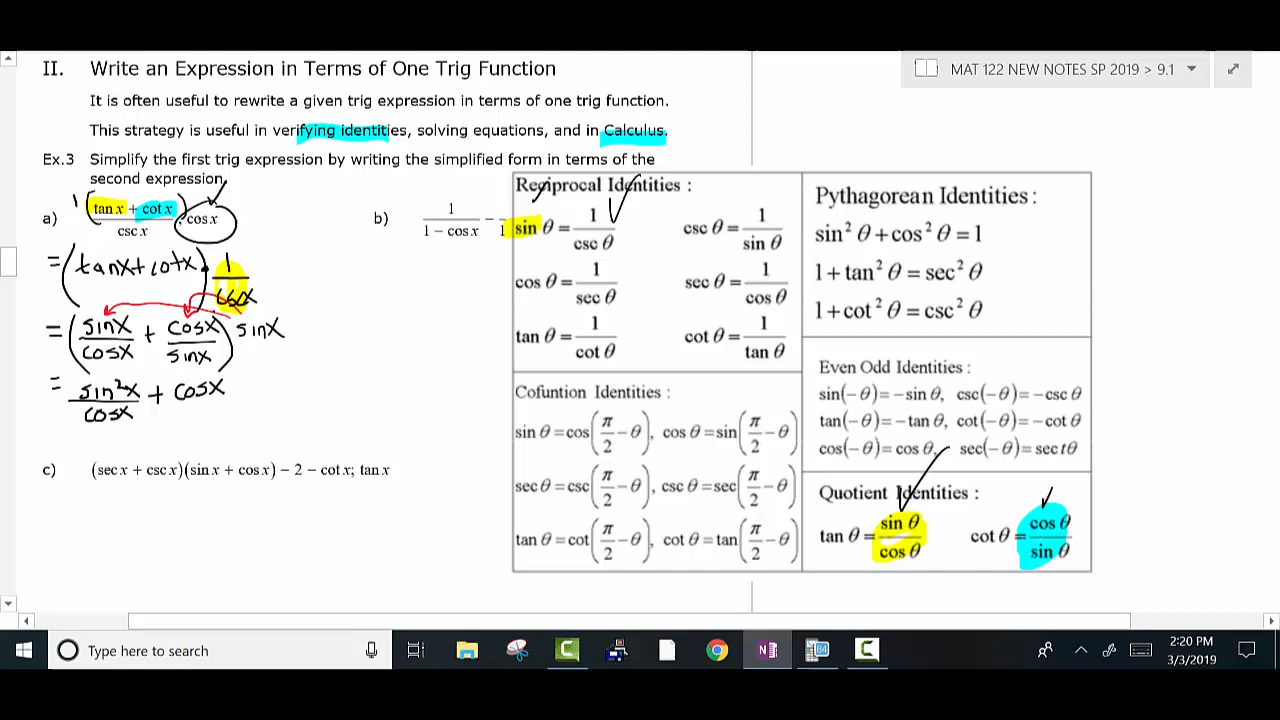 II. Write an Expression in Terms of One Trig Function
MAT 122 NEW NOTES SP 2019 > 9.1
It is often useful to rewrite a given trig expression in terms of one trig function.
This strategy is useful in verifying identities, solving equations, and in Calculus.
Ex.3 Simplify the first trig expression by writing the simplified form in terms of the
second expression
a) (tan x + cot x)/csc x ; cos x
= (tanx + cotx) · 1/cscx
= (sinx/cosx + cosx/sinx) sinx
= sin²x/cosx + cosx
b) 1/(1 − cos x) −
c) (sec x + csc x)(sin x + cos x) − 2 − cot x; tan x
Reciprocal Identities :
sin θ = 1/csc θ csc θ = 1/sin θ
cos θ = 1/sec θ sec θ = 1/cos θ
tan θ = 1/cot θ cot θ = 1/tan θ
Cofuntion Identities :
sin θ = cos(π/2 − θ), cos θ = sin(π/2 − θ)
sec θ = csc(π/2 − θ), csc θ = sec(π/2 − θ)
tan θ = cot(π/2 − θ), cot θ = tan(π/2 − θ)
Pythagorean Identities :
sin² θ + cos² θ = 1
1 + tan² θ = sec² θ
1 + cot² θ = csc² θ
Even Odd Identities :
sin(−θ) = −sin θ, csc(−θ) = −csc θ
tan(−θ) = −tan θ, cot(−θ) = −cot θ
cos(−θ) = cos θ, sec(−θ) = sec tθ
Quotient Identities :
tan θ = sin θ/cos θ cot θ = cos θ/sin θ
Type here to search
2:20 PM
3/3/2019